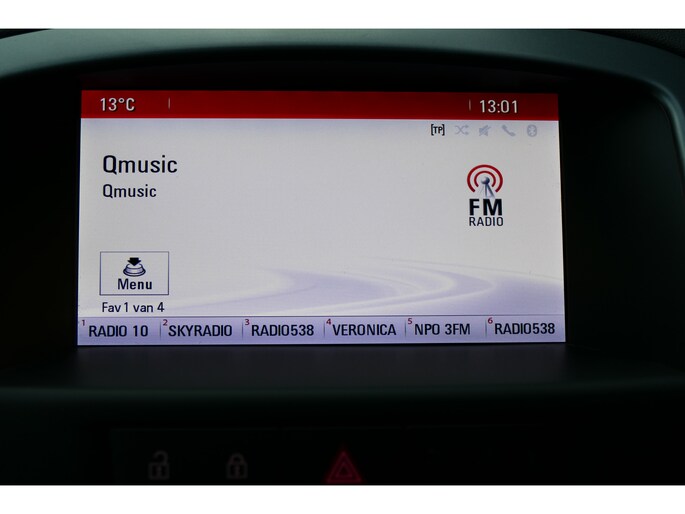 13°C 13:01
[TP]
Qmusic
Qmusic
FM
RADIO
Menu
Fav 1 van 4
1 RADIO 10 2 SKYRADIO 3 RADIO538 4 VERONICA 5 NPO 3FM 6 RADIO538